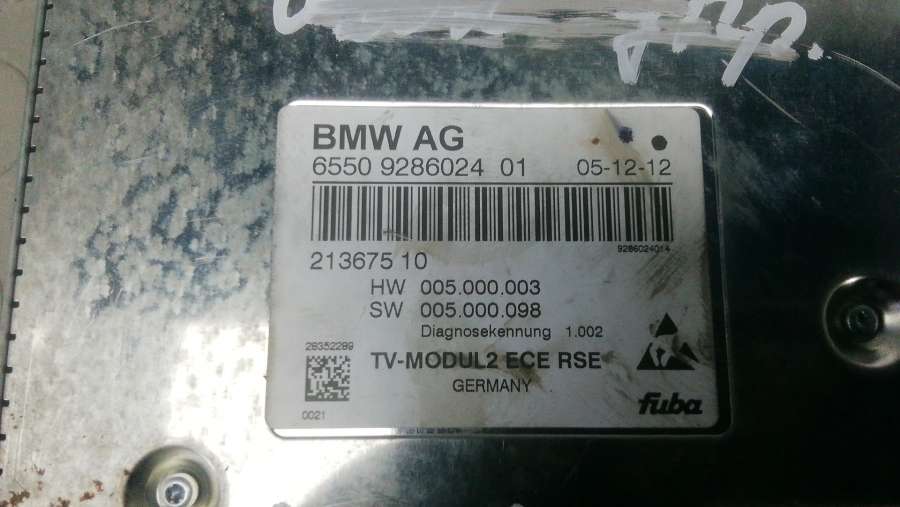 BMW AG
6550 9286024 01 05-12-12
9286024014
213675 10
HW 005.000.003
SW 005.000.098
Diagnosekennung 1.002
28352289
TV-MODUL2 ECE RSE
GERMANY
0021
fuba